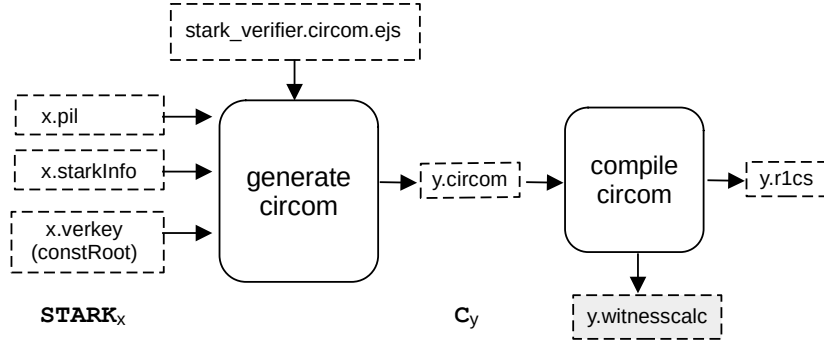 stark_verifier.circom.ejs
x.pil
x.starkInfo
x.verkey
(constRoot)
generate
circom
y.circom
compile
circom
y.r1cs
y.witnesscalc
STARKx
Cy